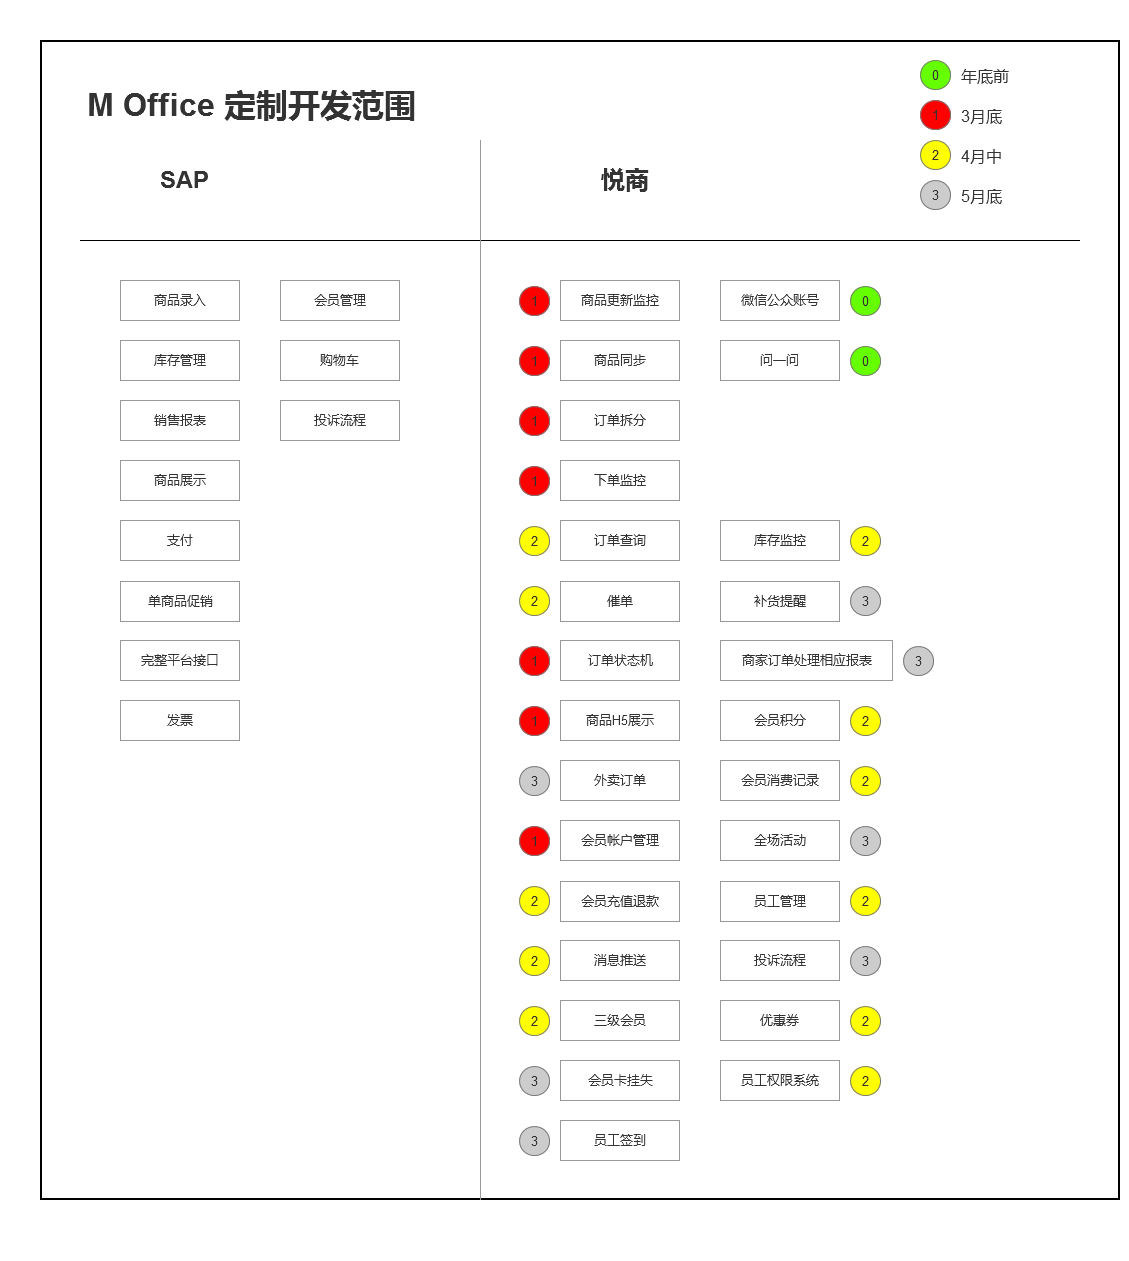 M Office 定制开发范围
0 年底前
1 3月底
2 4月中
3 5月底
SAP
悦商
商品录入
会员管理
库存管理
购物车
销售报表
投诉流程
商品展示
支付
单商品促销
完整平台接口
发票
1 商品更新监控 微信公众账号 0
1 商品同步 问一问 0
1 订单拆分
1 下单监控
2 订单查询 库存监控 2
2 催单 补货提醒 3
1 订单状态机 商家订单处理相应报表 3
1 商品H5展示 会员积分 2
3 外卖订单 会员消费记录 2
1 会员帐户管理 全场活动 3
2 会员充值退款 员工管理 2
2 消息推送 投诉流程 3
2 三级会员 优惠券 2
3 会员卡挂失 员工权限系统 2
3 员工签到